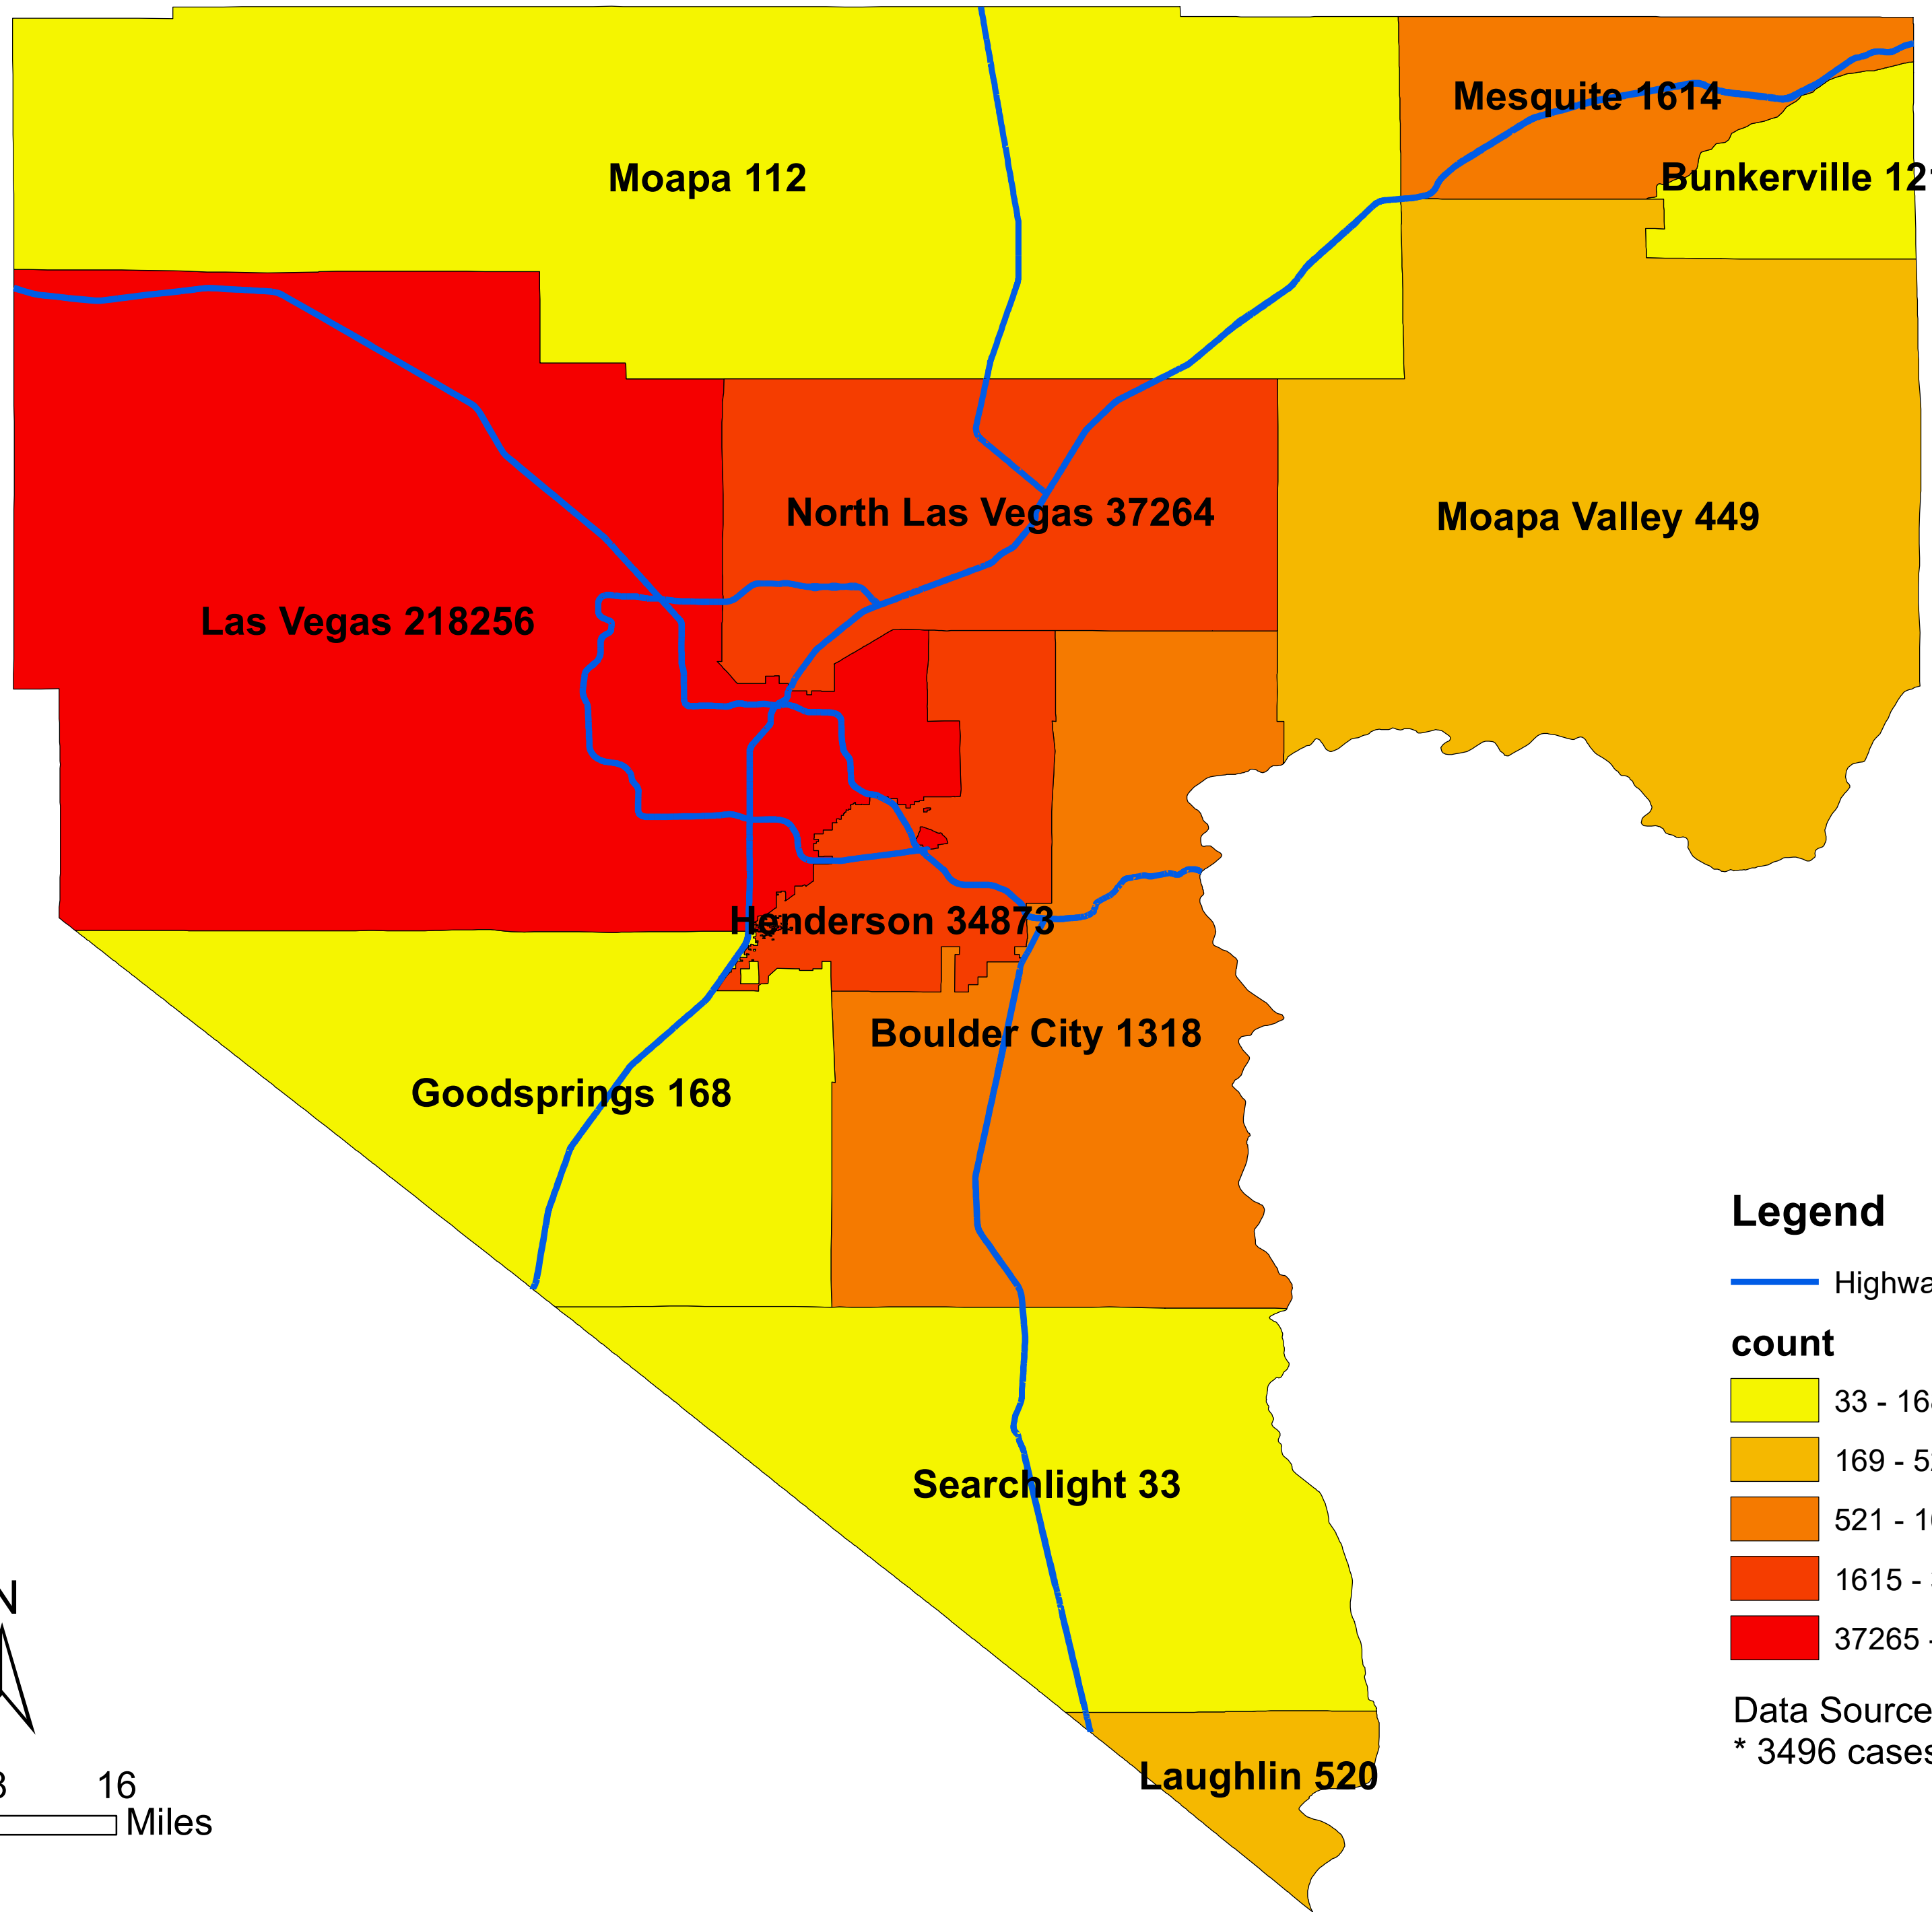 Mesquite 1614
Moapa 112
Bunkerville 121
North Las Vegas 37264
Moapa Valley 449
Las Vegas 218256
Henderson 34873
Boulder City 1318
Goodsprings 168
Searchlight 33
Laughlin 520
Legend
Highwa
count
33 - 16
169 - 5
521 - 1
1615 -
37265 -
Data Source
* 3496 cases
N
16
Miles